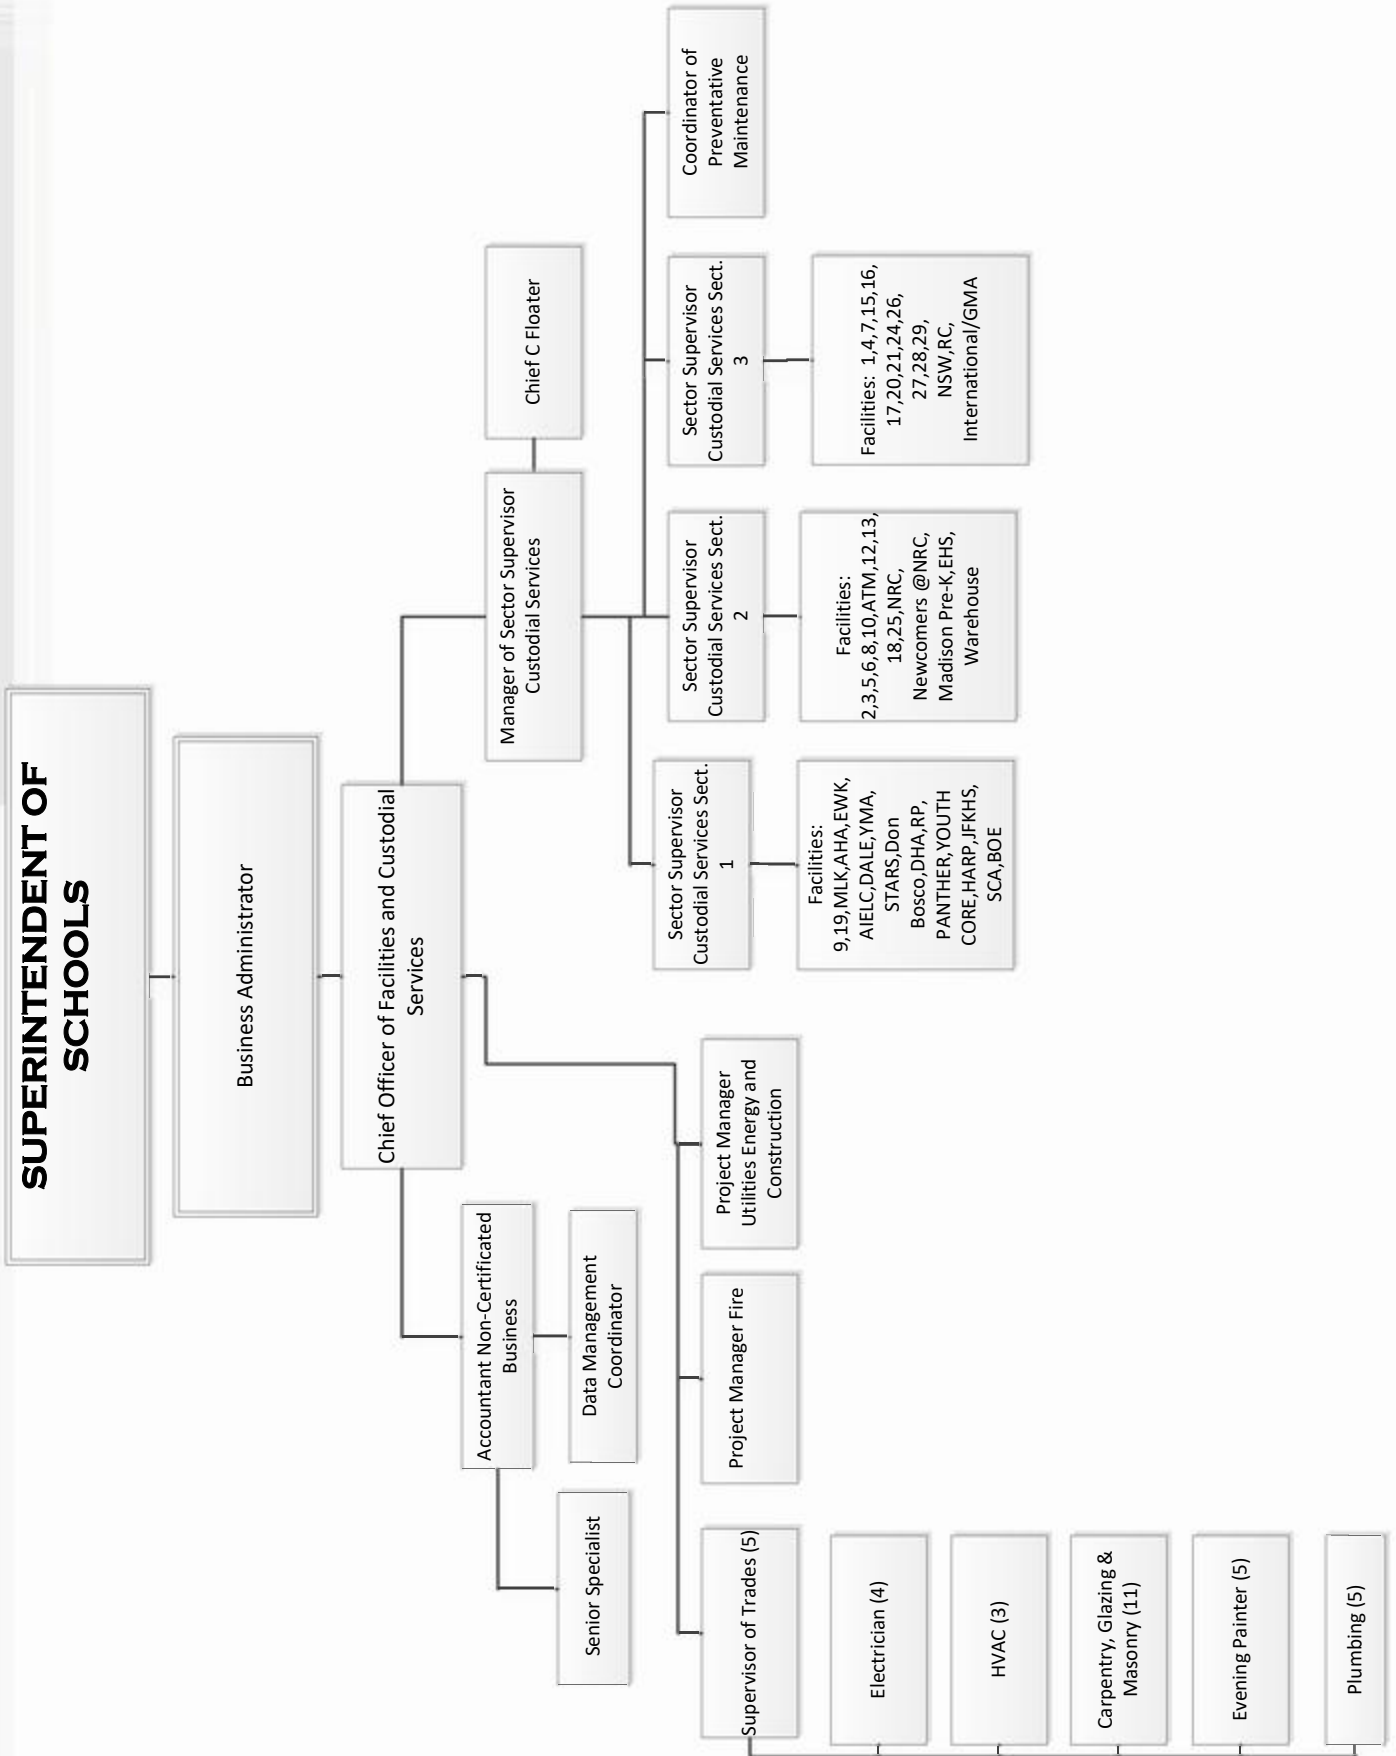 SUPERINTENDENT OF
SCHOOLS
Business Administrator
Chief Officer of Facilities and Custodial
Services
Accountant Non-Certificated
Business
Data Management
Coordinator
Senior Specialist
Manager of Sector Supervisor
Custodial Services
Chief C Floater
Supervisor of Trades (5)
Project Manager Fire
Project Manager
Utilities Energy and
Construction
Sector Supervisor
Custodial Services Sect.
1
Sector Supervisor
Custodial Services Sect.
2
Sector Supervisor
Custodial Services Sect.
3
Coordinator of
Preventative
Maintenance
Facilities:
9,19,MLK,AHA,EWK,
AIELC,DALE,YMA,
STARS,Don
Bosco,DHA,RP,
PANTHER,YOUTH
CORE,HARP,JFKHS,
SCA,BOE
Facilities:
2,3,5,6,8,10,ATM,12,13,
18,25,NRC,
Newcomers @NRC,
Madison Pre-K,EHS,
Warehouse
Facilities: 1,4,7,15,16,
17,20,21,24,26,
27,28,29,
NSW,RC,
International/GMA
Electrician (4)
HVAC (3)
Carpentry, Glazing &
Masonry (11)
Evening Painter (5)
Plumbing (5)